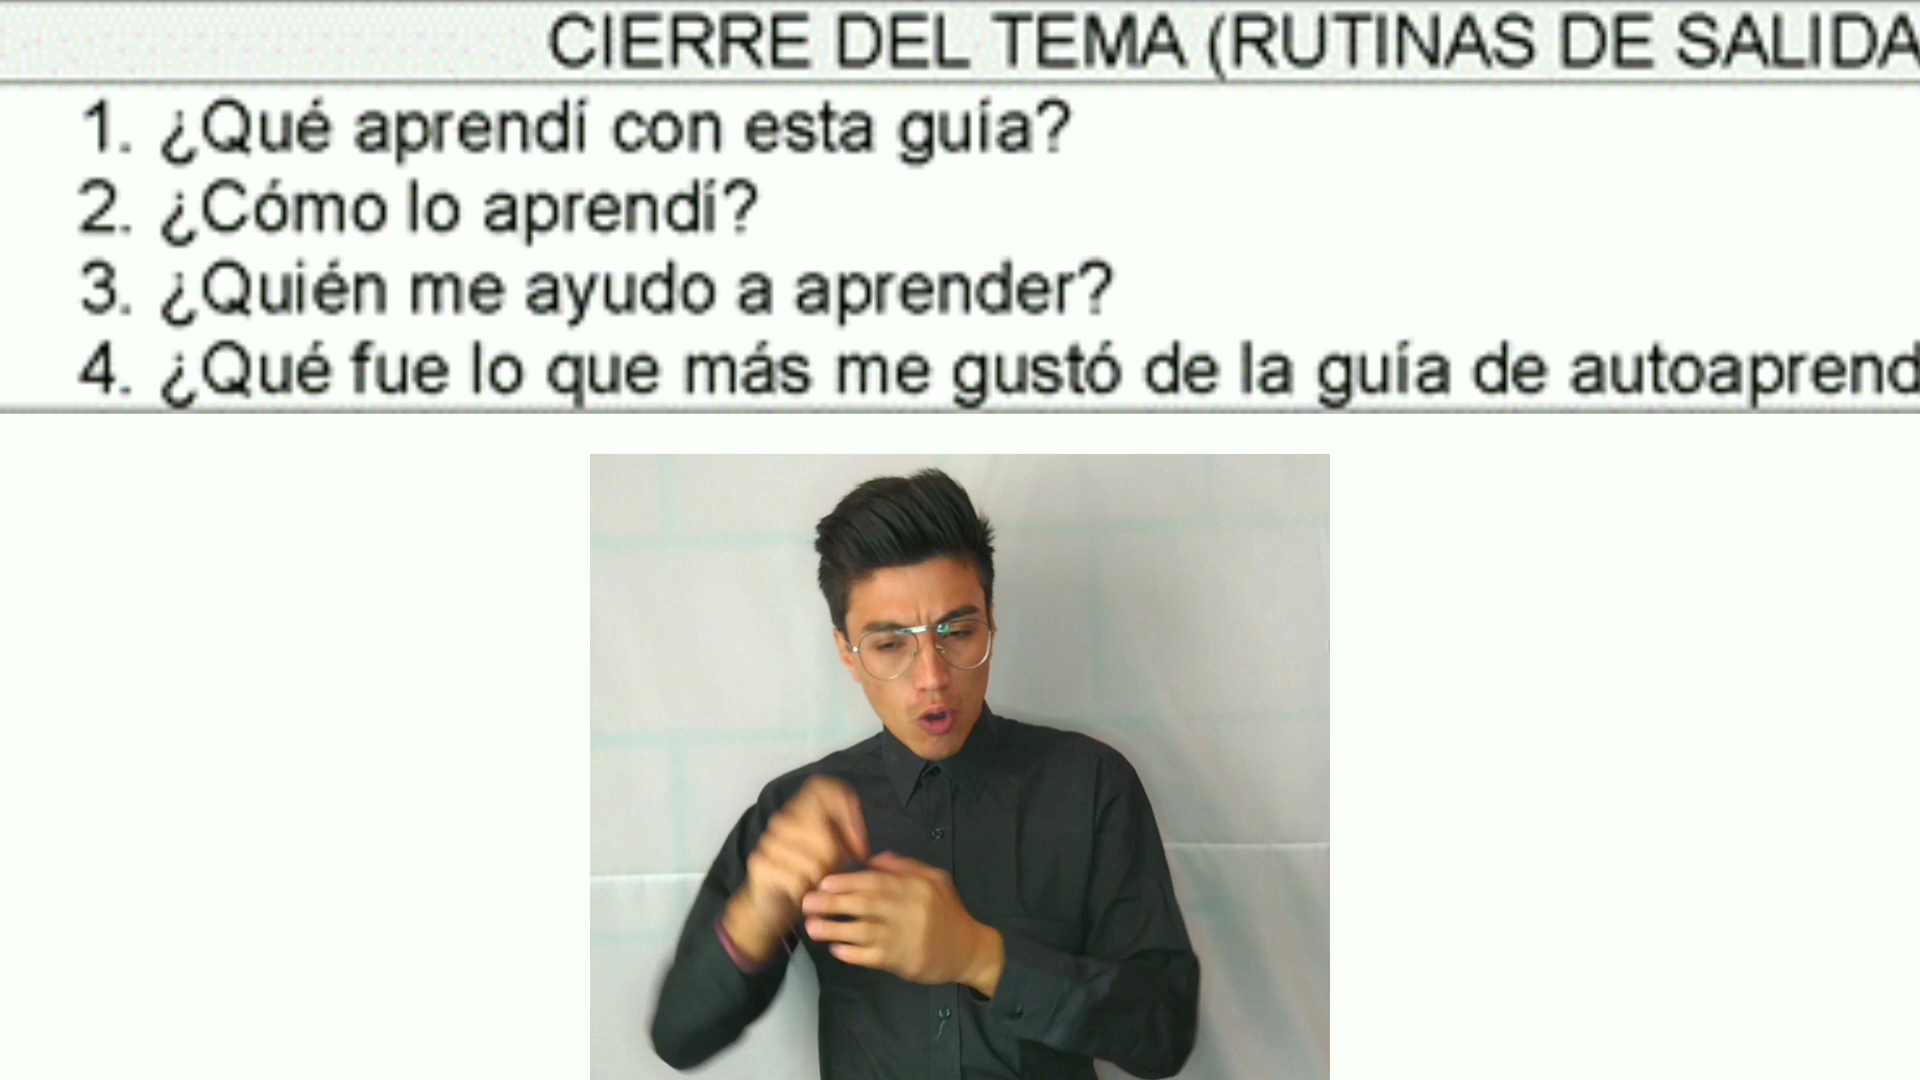 CIERRE DEL TEMA (RUTINAS DE SALIDA
1. ¿Qué aprendí con esta guía?
2. ¿Cómo lo aprendí?
3. ¿Quién me ayudo a aprender?
4. ¿Qué fue lo que más me gustó de la guía de autoaprend